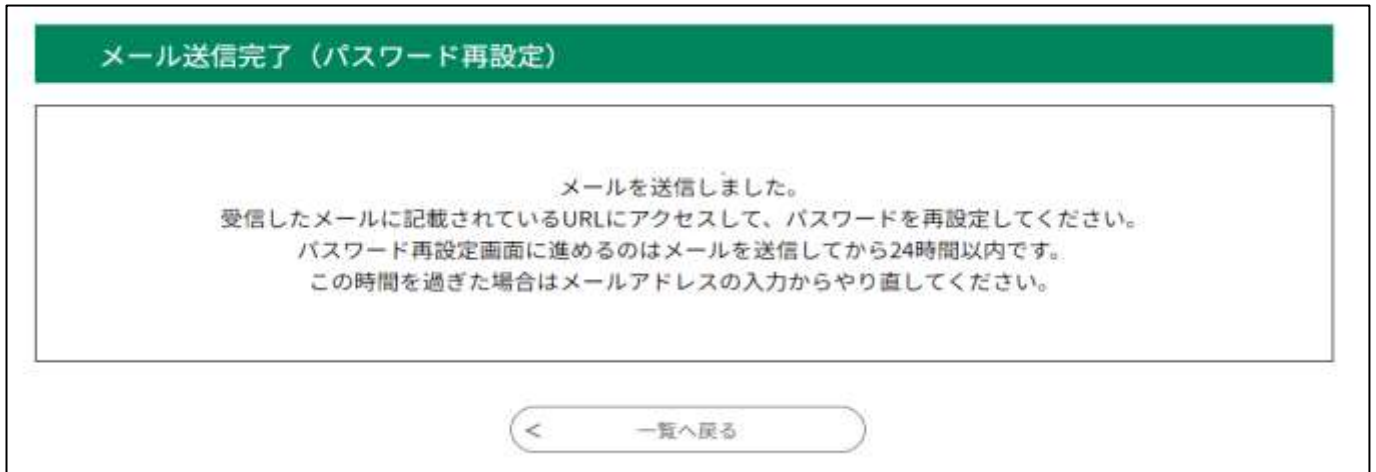 メール送信完了（パスワード再設定）
メールを送信しました。
受信したメールに記載されているURLにアクセスして、パスワードを再設定してください。
パスワード再設定画面に進めるのはメールを送信してから24時間以内です。
この時間を過ぎた場合はメールアドレスの入力からやり直してください。
< 一覧へ戻る